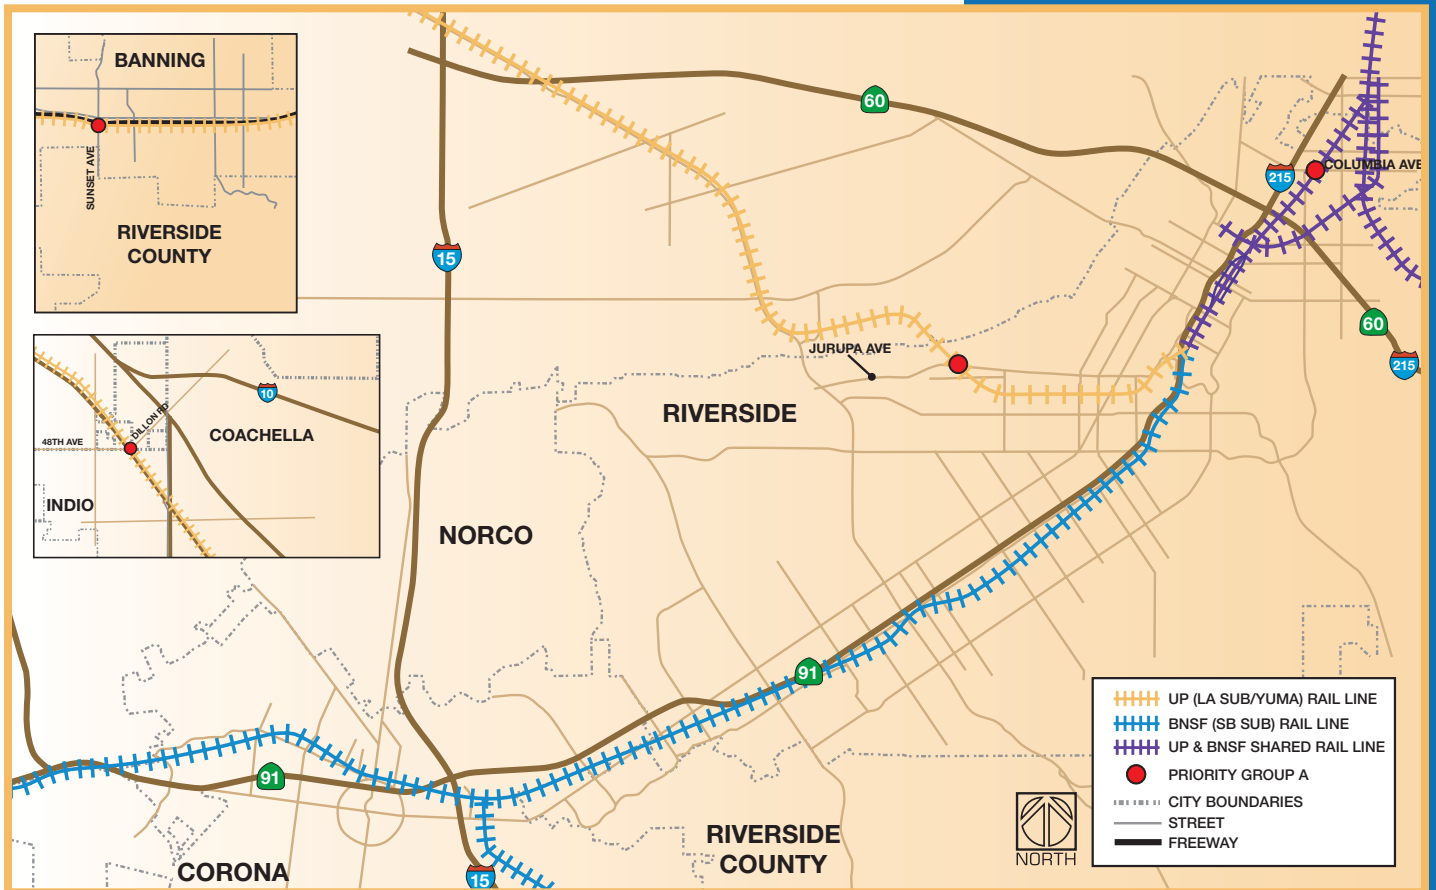 BANNING
SUNSET AVE
RIVERSIDE
COUNTY
60
215
COLUMBIA AVE
15
60
215
JURUPA AVE
10
DILLON RD
48TH AVE
COACHELLA
INDIO
RIVERSIDE
NORCO
91
91
RIVERSIDE
COUNTY
CORONA
15
NORTH
UP (LA SUB/YUMA) RAIL LINE
BNSF (SB SUB) RAIL LINE
UP & BNSF SHARED RAIL LINE
PRIORITY GROUP A
CITY BOUNDARIES
STREET
FREEWAY